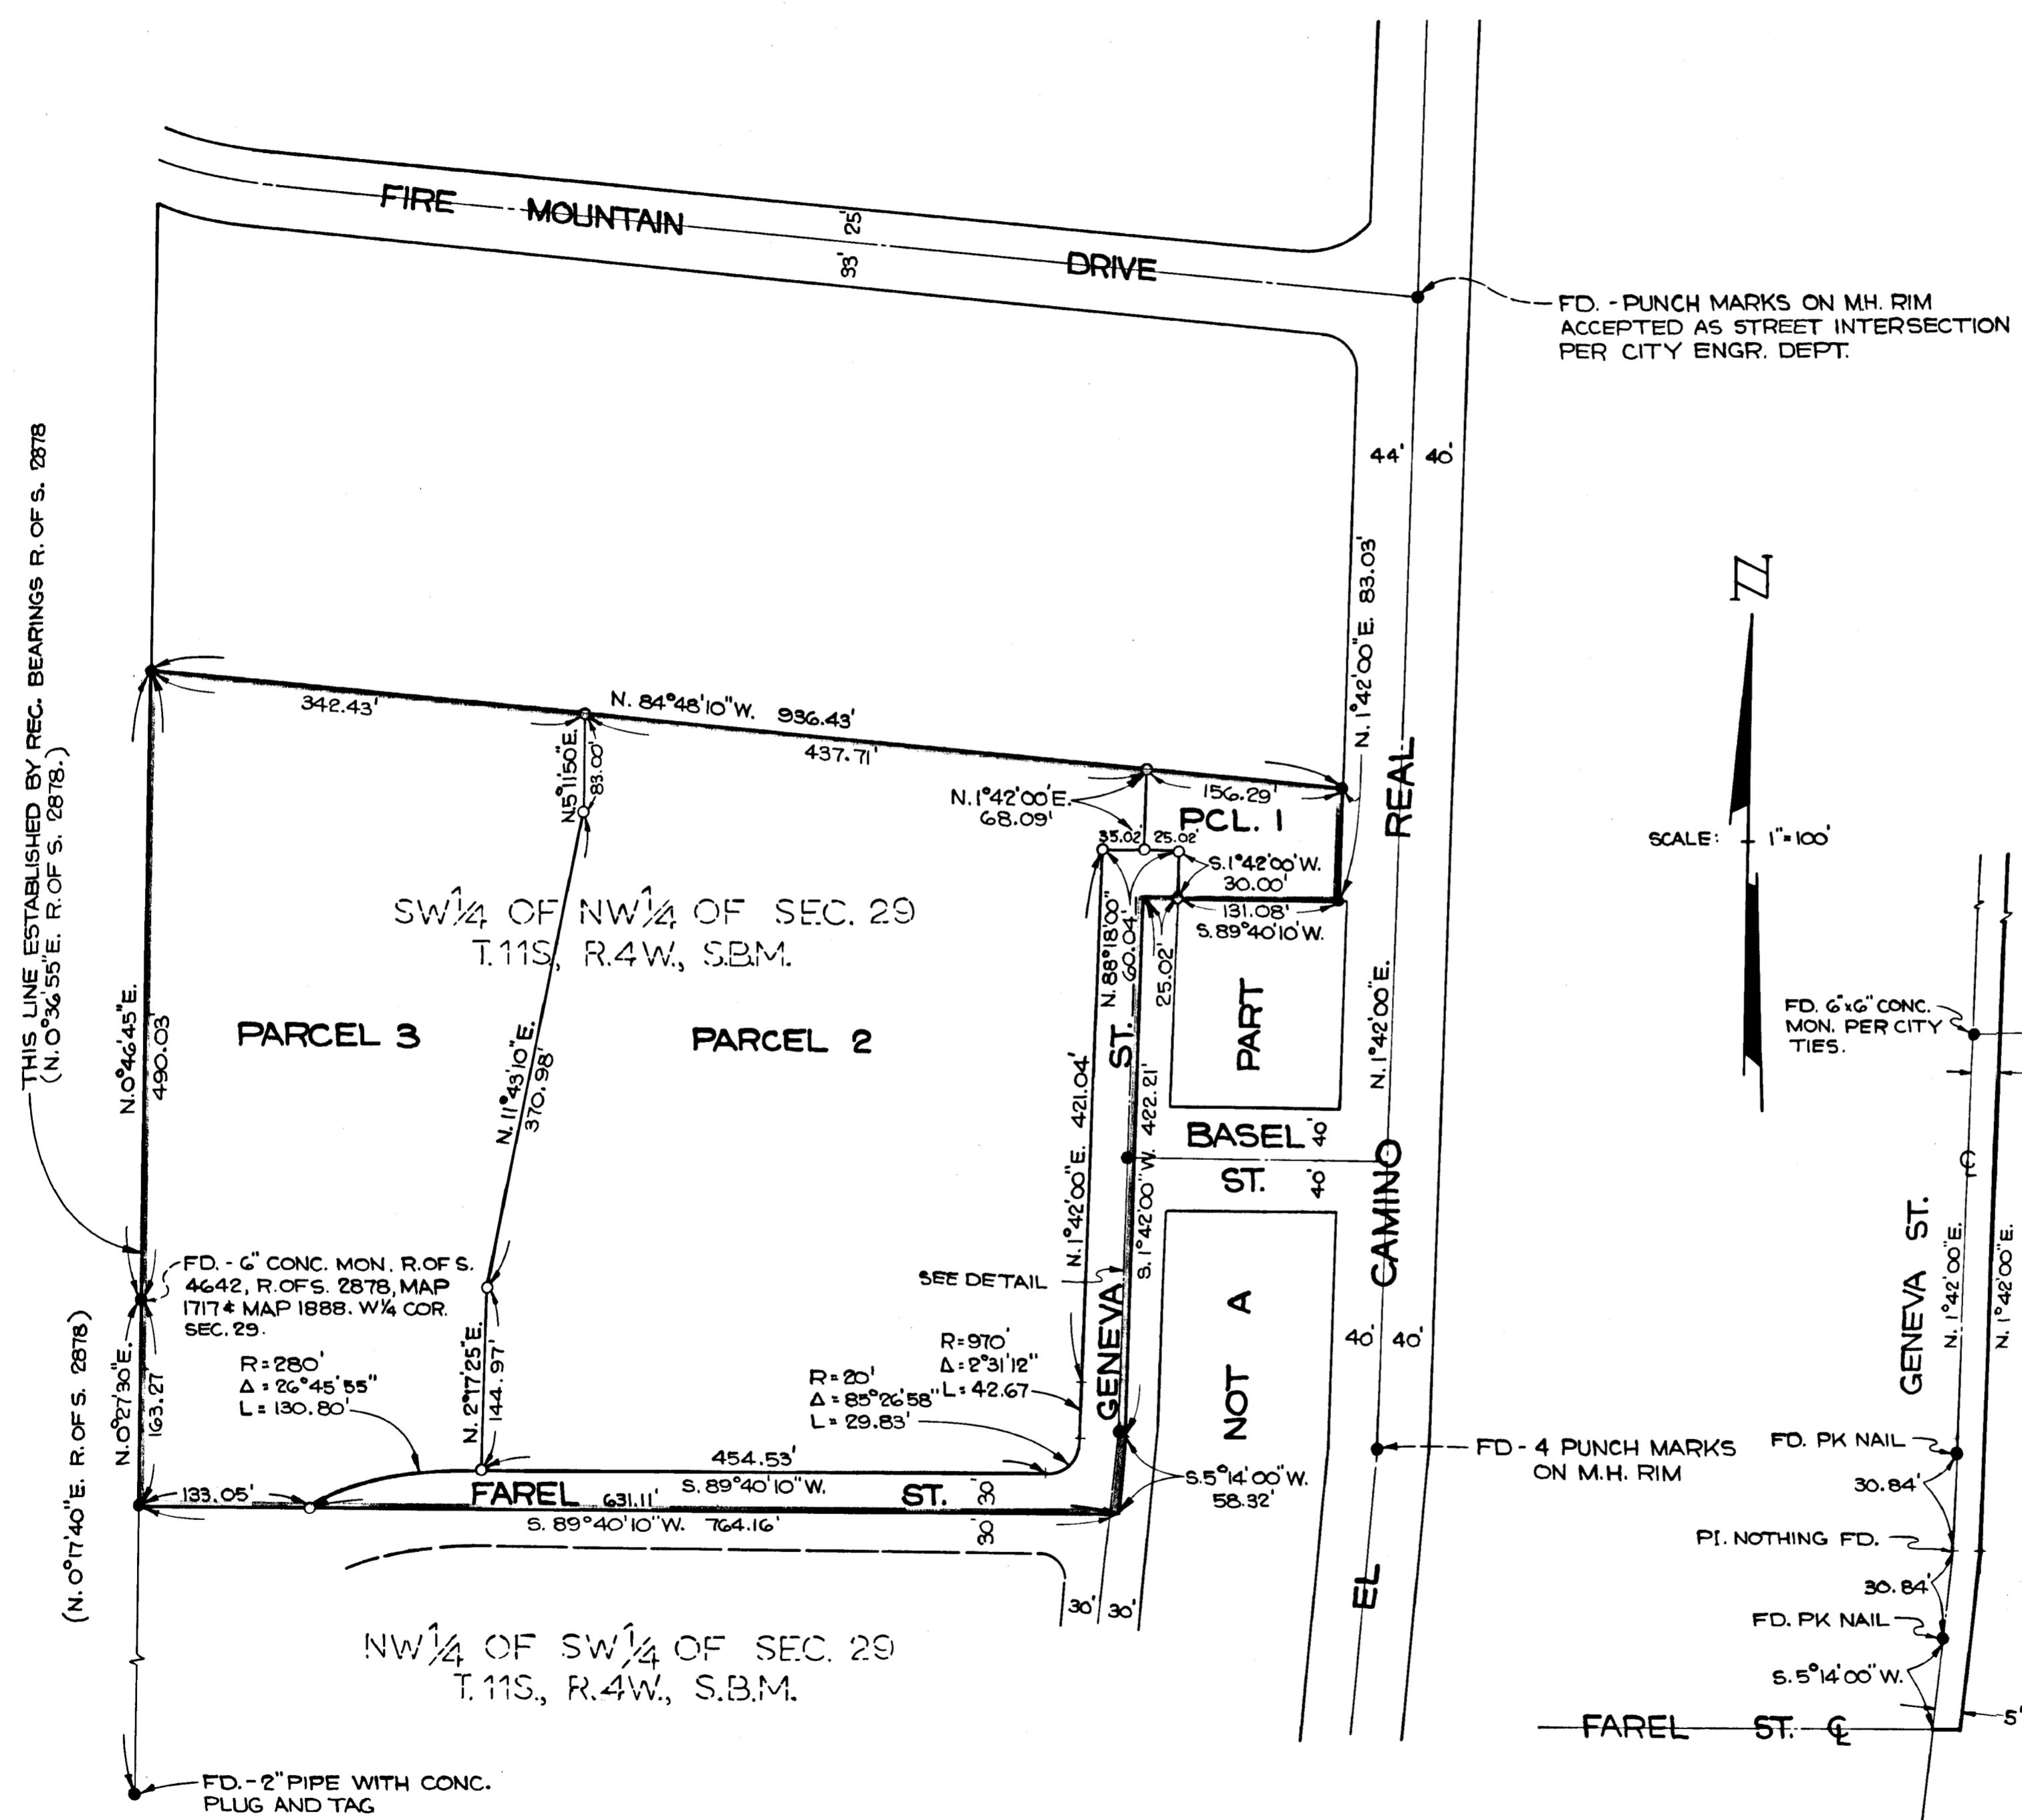 FIRE MOUNTAIN DRIVE
25'
33'
FD. - PUNCH MARKS ON M.H. RIM
ACCEPTED AS STREET INTERSECTION
PER CITY ENGR. DEPT.
44' 40'
N. 1°42'00"E. 83.03'
THIS LINE ESTABLISHED BY REC. BEARINGS R. OF S. 2878
(N. 0°36'55"E. R. OF S. 2878.)
342.43'
N. 84°48'10"W. 936.43'
437.71'
156.29'
N.5°11'50"E.
83.00'
N. 1°42'00"E.
68.09'
PCL. 1
35.02' 25.02'
S. 1°42'00"W.
30.00'
131.08'
S. 89°40'10"W.
N. 88°18'00"
60.04'
25.02'
SW 1/4 OF NW 1/4 OF SEC. 29
T.11S, R.4W., S.B.M.
N.0°46'45"E.
490.03'
PARCEL 3
N. 11°43'10"E.
370.98'
PARCEL 2
N. 1°42'00"E. 421.04'
GENEVA ST.
S. 1°42'00"W. 422.21'
NOT A PART
BASEL ST.
40'
40'
EL CAMINO REAL
N. 1°42'00"E.
N
SCALE: 1"=100'
FD. - 6" CONC. MON. R. OF S.
4642, R. OF S. 2878, MAP
1717 & MAP 1888. W 1/4 COR.
SEC. 29.
SEE DETAIL
R=280'
Δ=26°45'55"
L=130.80'
N. 2°17'25"E.
144.97'
R=20'
Δ=85°26'58"
L=29.83'
R=970'
Δ=2°31'12"
L=42.67
40' 40'
N.0°27'30"E.
163.27
(N. 0°17'40"E. R. OF S. 2878)
133.05'
454.53'
S. 89°40'10"W.
FAREL ST.
631.11'
S. 89°40'10"W. 764.16'
30'
30'
S. 5°14'00"W.
58.32'
FD - 4 PUNCH MARKS
ON M.H. RIM
30' 30'
NW 1/4 OF SW 1/4 OF SEC. 29
T. 11S., R.4W., S.B.M.
FD. - 2" PIPE WITH CONC.
PLUG AND TAG
FD. 6"x6" CONC.
MON. PER CITY
TIES.
℄
GENEVA ST.
N. 1°42'00"E.
N. 1°42'00"E.
FD. PK NAIL
30.84'
PI. NOTHING FD.
30.84'
FD. PK NAIL
S. 5°14'00"W.
FAREL ST. ℄
5'